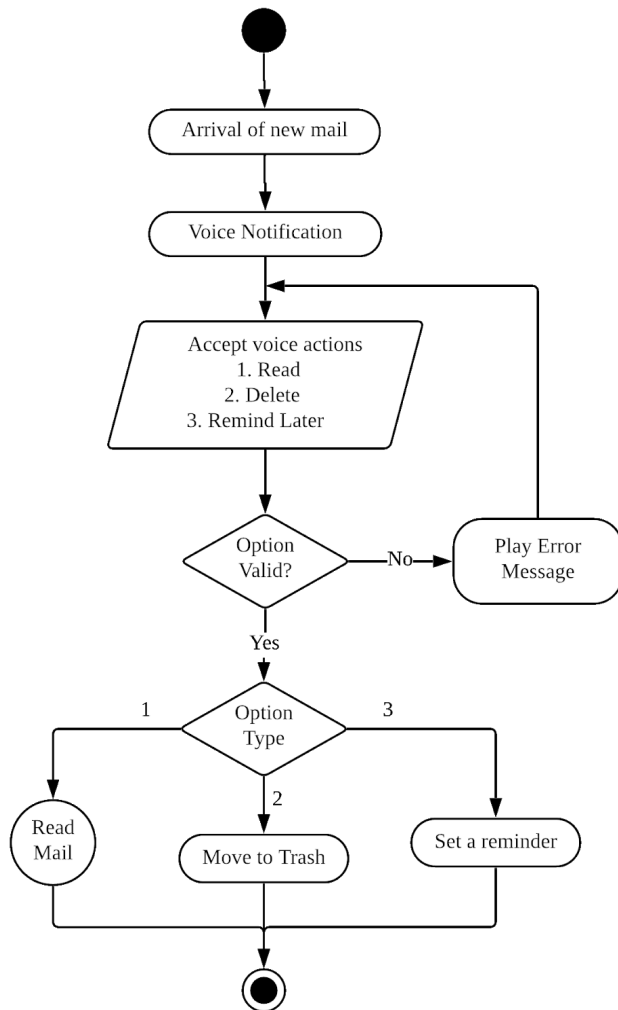 Arrival of new mail
Voice Notification
Accept voice actions
1. Read
2. Delete
3. Remind Later
Option
Valid?
No
Play Error
Message
Yes
Option
Type
1
2
3
Read
Mail
Move to Trash
Set a reminder